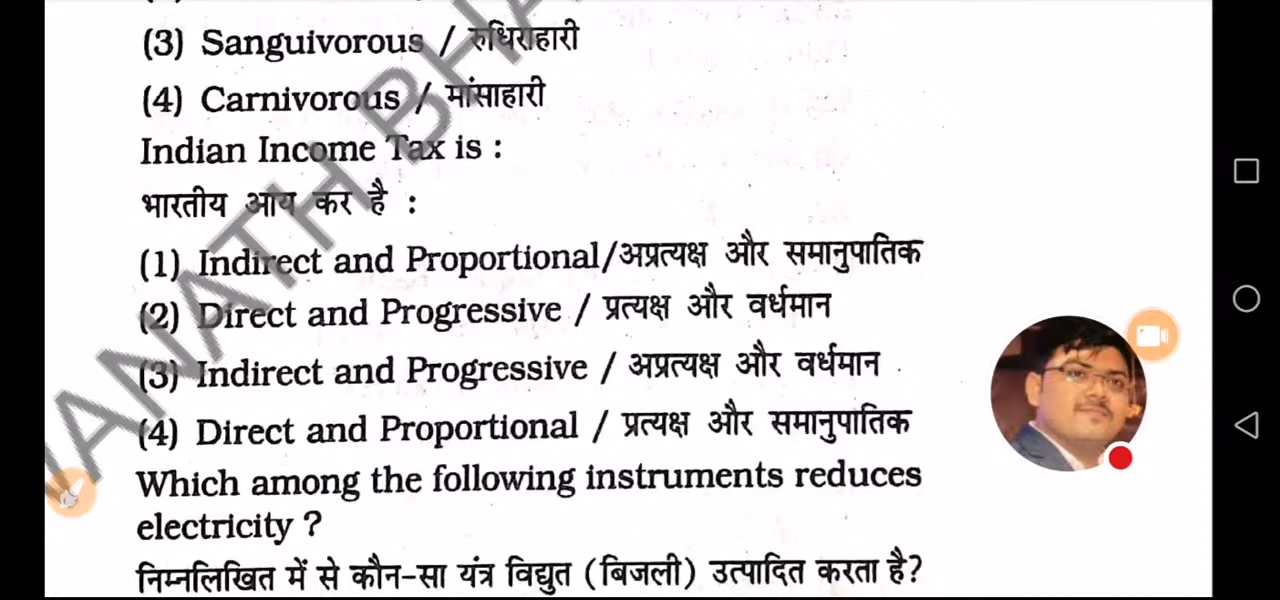 (3) Sanguivorous / रुधिराहारी
(4) Carnivorous / मांसाहारी
Indian Income Tax is :
भारतीय आय कर है :
(1) Indirect and Proportional/अप्रत्यक्ष और समानुपातिक
(2) Direct and Progressive / प्रत्यक्ष और वर्धमान
(3) Indirect and Progressive / अप्रत्यक्ष और वर्धमान
(4) Direct and Proportional / प्रत्यक्ष और समानुपातिक
Which among the following instruments reduces
electricity ?
निम्नलिखित में से कौन-सा यंत्र विद्युत (बिजली) उत्पादित करता है?